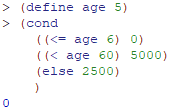 > (define age 5)
> (cond
((<= age 6) 0)
((< age 60) 5000)
(else 2500)
)
0